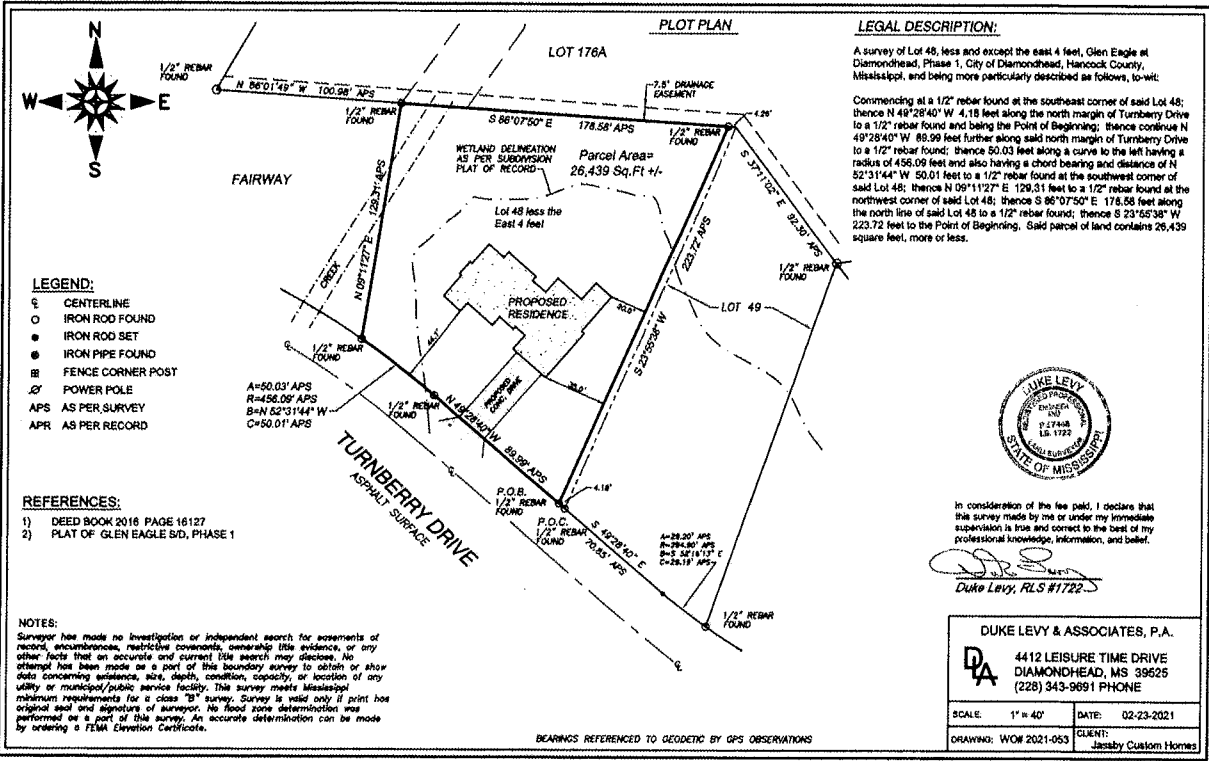 PLOT PLAN
N
W
E
S
1/2" REBAR
FOUND
N 86°01'49" W 100.98' APS
1/2" REBAR
FOUND
LOT 176A
7.5' DRAINAGE
EASEMENT
S 86°07'50" E
178.58' APS
1/2" REBAR
FOUND
4.26'
WETLAND DELINEATION
AS PER SUBDIVISION
PLAT OF RECORD
Parcel Area=
26,439 Sq.Ft +/-
FAIRWAY
N 09°11'27" E 129.31' APS
CREEK
Lot 48 less the
East 4 feet
S 37°11'02" E 92.30' APS
223.72' APS
S 23°55'38" W
1/2" REBAR
FOUND
LOT 49
PROPOSED
RESIDENCE
20.0'
20.0'
PROPOSED
CONC. DRIVE
1/2" REBAR
FOUND
A=50.03' APS
R=456.09' APS
B=N 52°31'44" W
C=50.01' APS
1/2" REBAR
FOUND
N 49°28'40" W
89.99' APS
TURNBERRY DRIVE
ASPHALT SURFACE
P.O.B.
1/2" REBAR
FOUND
4.18'
P.O.C.
1/2" REBAR
FOUND
S 49°28'40" E
70.85' APS
A=29.20' APS
C=29.19' APS
1/2" REBAR
FOUND
LEGEND:
℄ CENTERLINE
IRON ROD FOUND
IRON ROD SET
IRON PIPE FOUND
FENCE CORNER POST
POWER POLE
APS AS PER SURVEY
APR AS PER RECORD
REFERENCES:
1) DEED BOOK 2016 PAGE 16127
2) PLAT OF GLEN EAGLE S/D, PHASE 1
NOTES:
Surveyor has made no investigation or independent search for easements of
record, encumbrances, restrictive covenants, ownership title evidence, or any
other facts that an accurate and current title search may disclose. No
attempt has been made as a part of this boundary survey to obtain or show
data concerning existence, size, depth, condition, capacity, or location of any
utility or municipal/public service facility. This survey meets Mississippi
minimum requirements for a class "B" survey. Survey is valid only if print has
original seal and signature of surveyor. No flood zone determination was
performed as a part of this survey. An accurate determination can be made
by ordering a FEMA Elevation Certificate.
BEARINGS REFERENCED TO GEODETIC BY GPS OBSERVATIONS
LEGAL DESCRIPTION:
A survey of Lot 48, less and except the east 4 feet, Glen Eagle at
Diamondhead, Phase 1, City of Diamondhead, Hancock County,
Mississippi, and being more particularly described as follows, to-wit:
Commencing at a 1/2" rebar found at the southeast corner of said Lot 48;
thence N 49°28'40" W 4.18 feet along the north margin of Turnberry Drive
to a 1/2" rebar found and being the Point of Beginning; thence continue N
49°28'40" W 89.99 feet further along said north margin of Turnberry Drive
to a 1/2" rebar found; thence 50.03 feet along a curve to the left having a
radius of 456.09 feet and also having a chord bearing and distance of N
52°31'44" W 50.01 feet to a 1/2" rebar found at the southwest corner of
said Lot 48; thence N 09°11'27" E 129.31 feet to a 1/2" rebar found at the
northwest corner of said Lot 48; thence S 86°07'50" E 178.58 feet along
the north line of said Lot 48 to a 1/2" rebar found; thence S 23°55'38" W
223.72 feet to the Point of Beginning. Said parcel of land contains 26,439
square feet, more or less.
DUKE LEVY
REGISTERED PROFESSIONAL
ENGINEER
AND
LAND SURVEYOR
STATE OF MISSISSIPPI
In consideration of the fee paid, I declare that
this survey made by me or under my immediate
supervision is true and correct to the best of my
professional knowledge, information, and belief.
Duke Levy, RLS #1722
DUKE LEVY & ASSOCIATES, P.A.
DLA
4412 LEISURE TIME DRIVE
DIAMONDHEAD, MS 39525
(228) 343-9691 PHONE
SCALE: 1" = 40'
DATE: 02-23-2021
DRAWING: WO# 2021-053
CLIENT:
Jassby Custom Homes